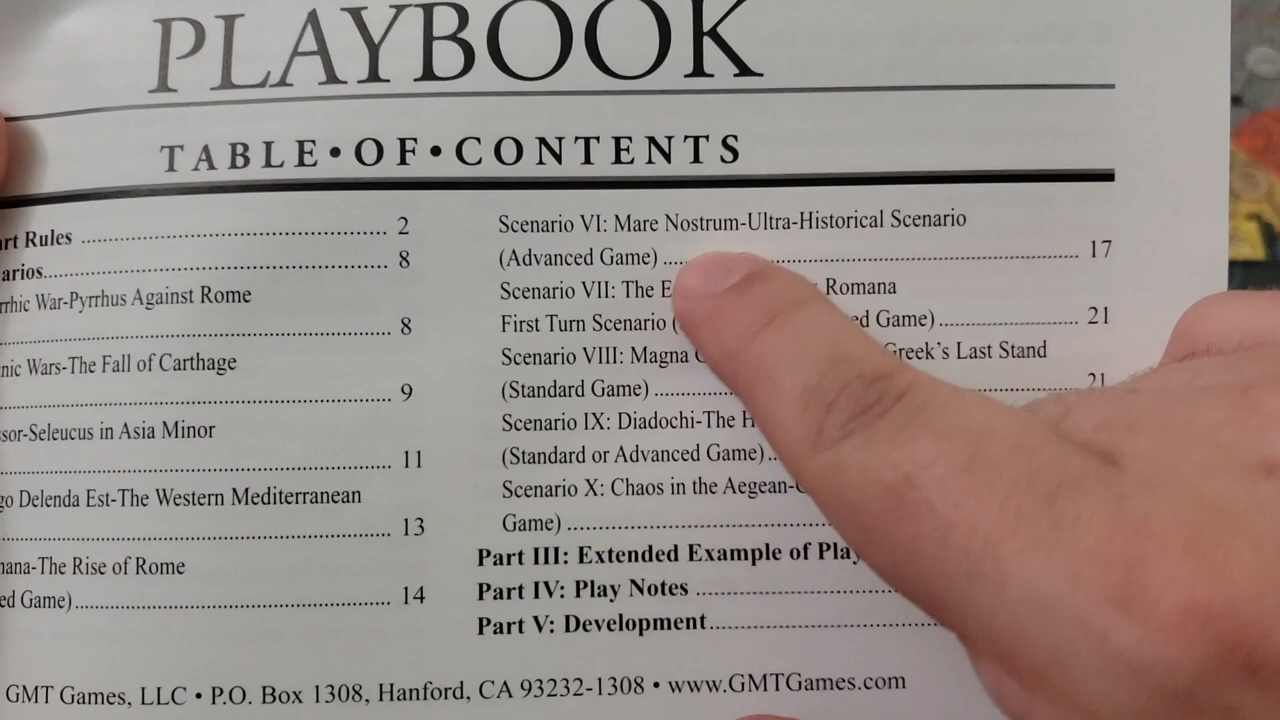 PLAYBOOK
TABLE•OF•CONTENTS
art Rules ............ 2
arios............ 8
rrhic War-Pyrrhus Against Rome
............ 8
nic Wars-The Fall of Carthage
............ 9
sor-Seleucus in Asia Minor
............ 11
go Delenda Est-The Western Mediterranean
............ 13
nana-The Rise of Rome
ed Game)............ 14
Scenario VI: Mare Nostrum-Ultra-Historical Scenario
(Advanced Game) ............ 17
Scenario VII: The E Romana
First Turn Scenario ( ed Game) ............ 21
Scenario VIII: Magna Greek's Last Stand
(Standard Game) ............ 21
Scenario IX: Diadochi-The H
(Standard or Advanced Game)..
Scenario X: Chaos in the Aegean-
Game) ............
Part III: Extended Example of Play
Part IV: Play Notes ............
Part V: Development............
GMT Games, LLC • P.O. Box 1308, Hanford, CA 93232-1308 • www.GMTGames.com